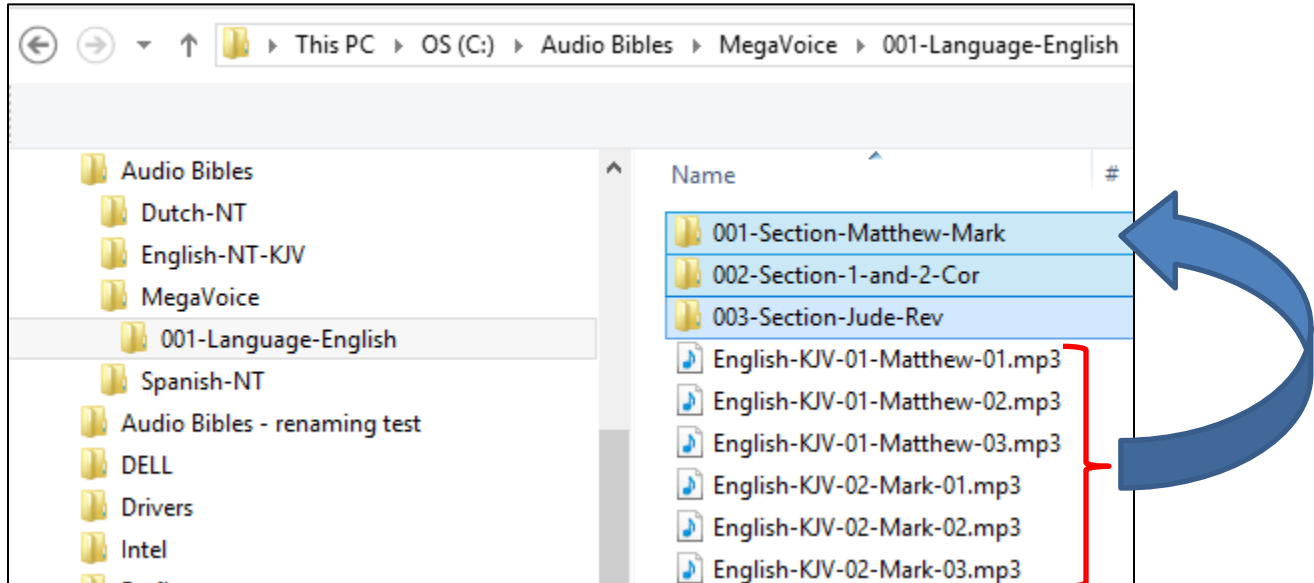 This PC OS (C:) Audio Bibles MegaVoice 001-Language-English
Audio Bibles
Dutch-NT
English-NT-KJV
MegaVoice
001-Language-English
Spanish-NT
Audio Bibles - renaming test
DELL
Drivers
Intel
Name #
001-Section-Matthew-Mark
002-Section-1-and-2-Cor
003-Section-Jude-Rev
English-KJV-01-Matthew-01.mp3
English-KJV-01-Matthew-02.mp3
English-KJV-01-Matthew-03.mp3
English-KJV-02-Mark-01.mp3
English-KJV-02-Mark-02.mp3
English-KJV-02-Mark-03.mp3